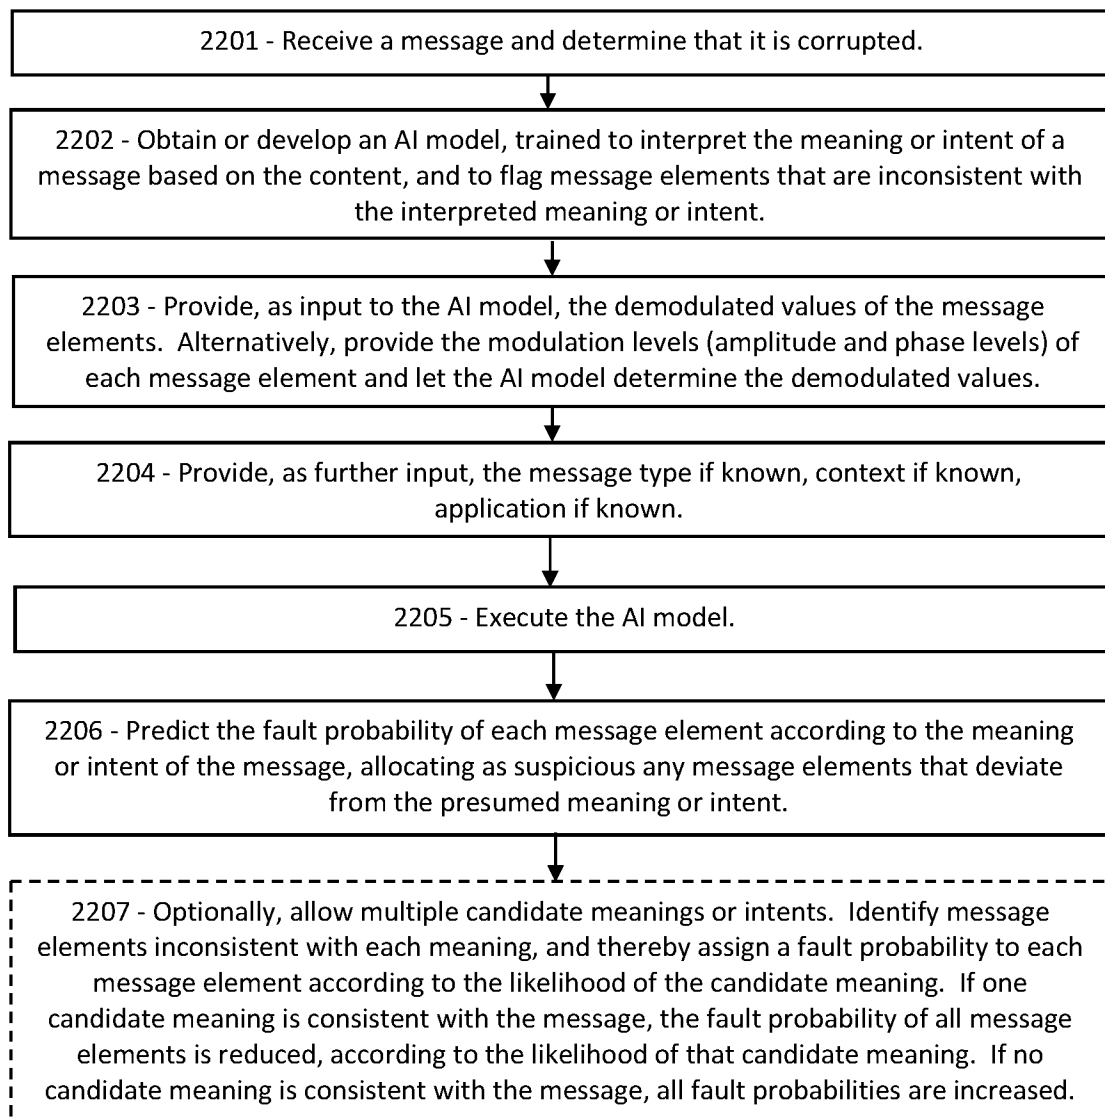 2201 - Receive a message and determine that it is corrupted.
2202 - Obtain or develop an AI model, trained to interpret the meaning or intent of a
message based on the content, and to flag message elements that are inconsistent with
the interpreted meaning or intent.
2203 - Provide, as input to the AI model, the demodulated values of the message
elements.  Alternatively, provide the modulation levels (amplitude and phase levels) of
each message element and let the AI model determine the demodulated values.
2204 - Provide, as further input, the message type if known, context if known,
application if known.
2205 - Execute the AI model.
2206 - Predict the fault probability of each message element according to the meaning
or intent of the message, allocating as suspicious any message elements that deviate
from the presumed meaning or intent.
2207 - Optionally, allow multiple candidate meanings or intents.  Identify message
elements inconsistent with each meaning, and thereby assign a fault probability to each
message element according to the likelihood of the candidate meaning.  If one
candidate meaning is consistent with the message, the fault probability of all message
elements is reduced, according to the likelihood of that candidate meaning.  If no
candidate meaning is consistent with the message, all fault probabilities are increased.